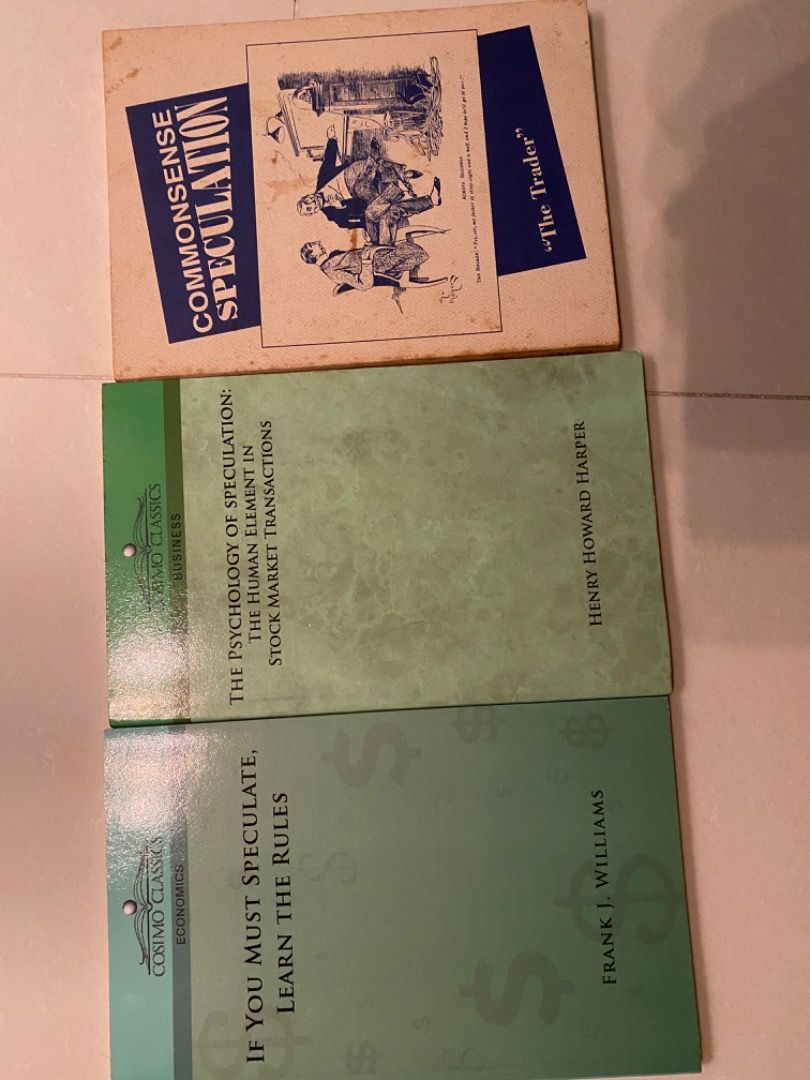 COMMONSENSE
SPECULATION
"The Trader"
COSIMO CLASSICS
BUSINESS
THE PSYCHOLOGY OF SPECULATION:
THE HUMAN ELEMENT IN
STOCK MARKET TRANSACTIONS
HENRY HOWARD HARPER
COSIMO CLASSICS
ECONOMICS
IF YOU MUST SPECULATE,
LEARN THE RULES
FRANK J. WILLIAMS